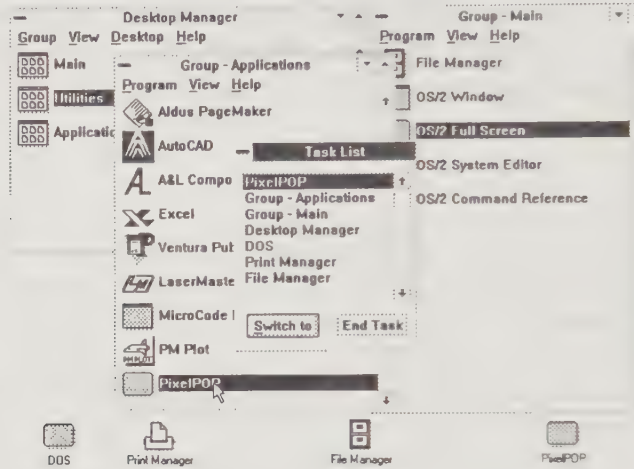 Desktop Manager
Group View Desktop Help
Main
Utilities
Applicatic
Group - Applications
Program View Help
Aldus PageMaker
AutoCAD
A&L Compo
Excel
Ventura Pub
LaserMaste
MicroCode
PM Plot
PixelPOP
Task List
PixelPOP
Group - Applications
Group - Main
Desktop Manager
DOS
Print Manager
File Manager
Switch to
End Task
Group - Main
Program View Help
File Manager
OS/2 Window
OS/2 Full Screen
OS/2 System Editor
OS/2 Command Reference
DOS
Print Manager
File Manager
PixelPOP